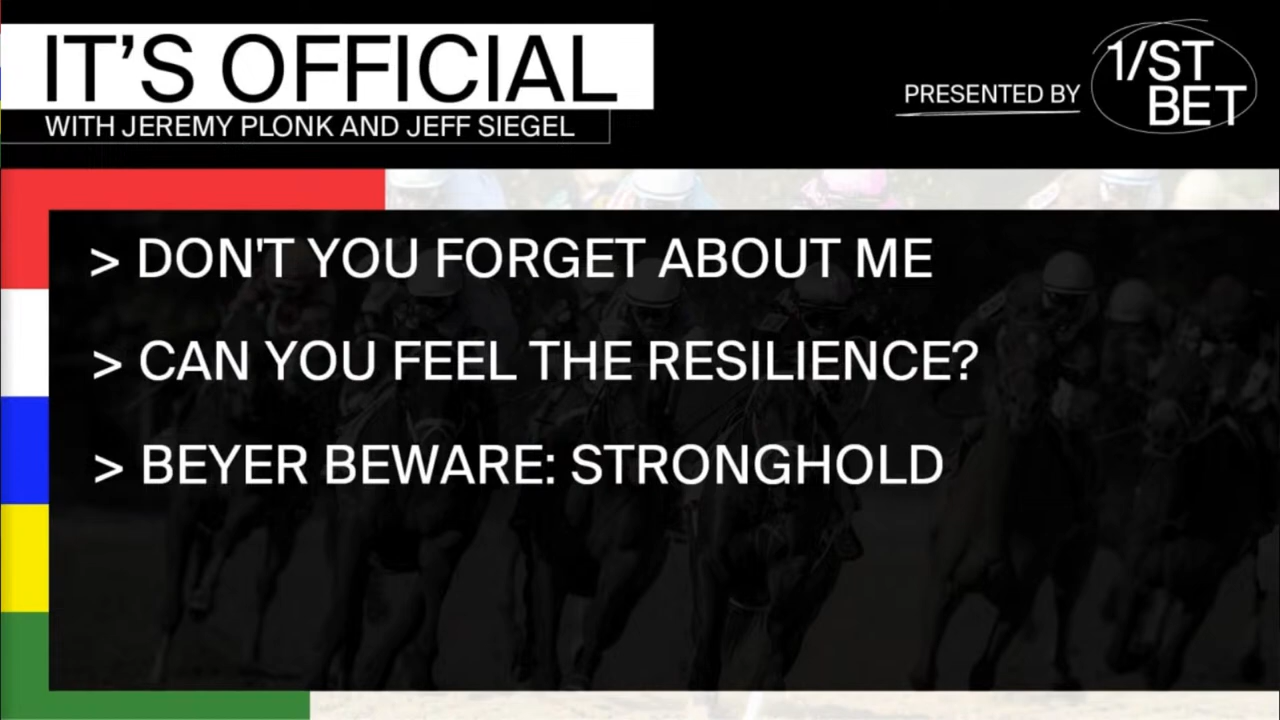 IT'S OFFICIAL
WITH JEREMY PLONK AND JEFF SIEGEL
PRESENTED BY
1/ST
BET
> DON'T YOU FORGET ABOUT ME
> CAN YOU FEEL THE RESILIENCE?
> BEYER BEWARE: STRONGHOLD